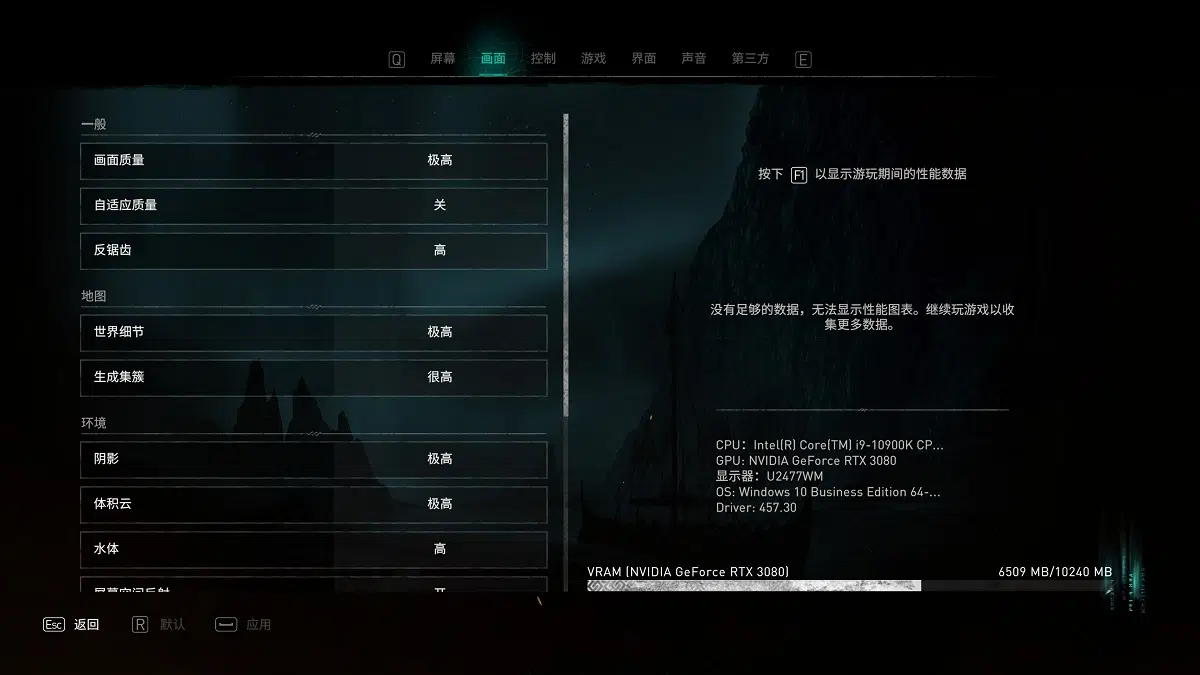 Q 屏幕 画面 控制 游戏 界面 声音 第三方 E
一般
画面质量 极高
自适应质量 关
反锯齿 高
地图
世界细节 极高
生成集簇 很高
环境
阴影 极高
体积云 极高
水体 高
屏幕空间反射 开
按下 F1 以显示游玩期间的性能数据
没有足够的数据，无法显示性能图表。继续玩游戏以收
集更多数据。
CPU：Intel(R) Core(TM) i9-10900K CP...
GPU: NVIDIA GeForce RTX 3080
显示器：U2477WM
OS: Windows 10 Business Edition 64-...
Driver: 457.30
VRAM (NVIDIA GeForce RTX 3080) 6509 MB/10240 MB
Esc 返回 R 默认 应用